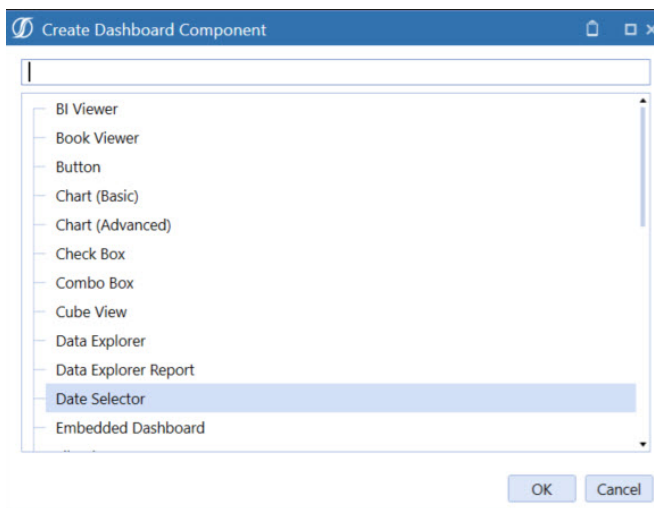 Create Dashboard Component
BI Viewer
Book Viewer
Button
Chart (Basic)
Chart (Advanced)
Check Box
Combo Box
Cube View
Data Explorer
Data Explorer Report
Date Selector
Embedded Dashboard
OK Cancel